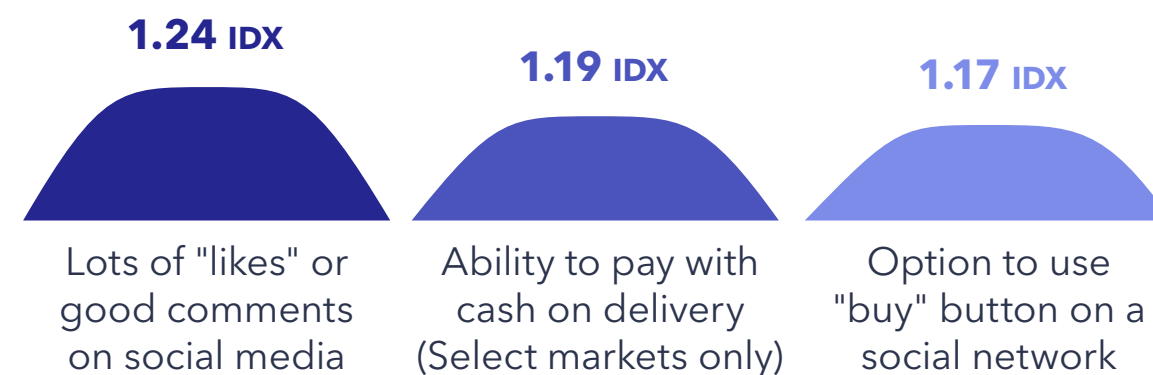 1.24 IDX
Lots of "likes" or
good comments
on social media
1.19 IDX
Ability to pay with
cash on delivery
(Select markets only)
1.17 IDX
Option to use
"buy" button on a
social network